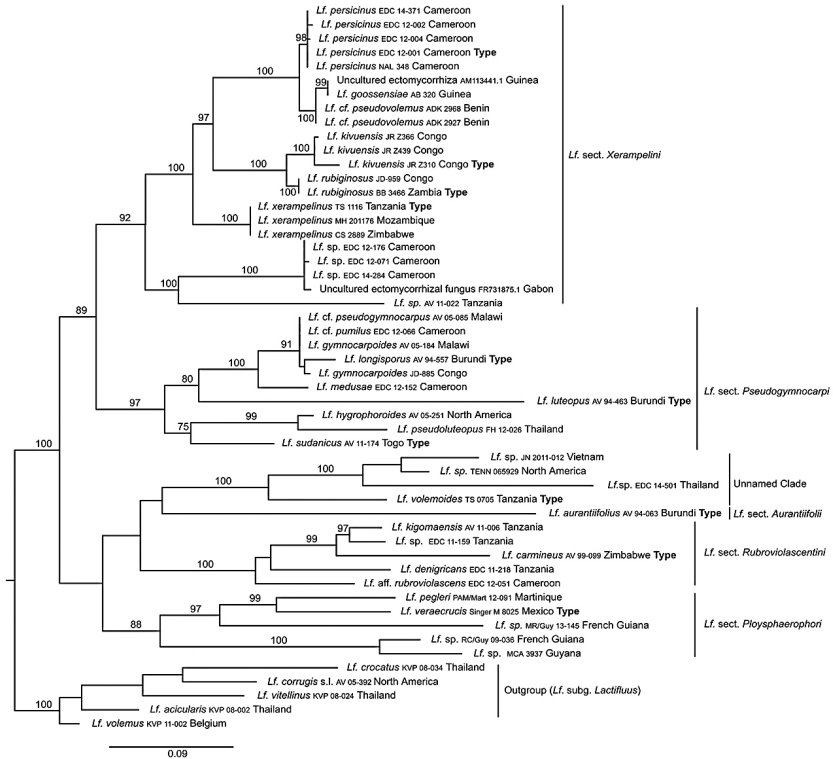 Lf. persicinus EDC 14-371 Cameroon
Lf. persicinus EDC 12-002 Cameroon
Lf. persicinus EDC 12-004 Cameroon
98
Lf. persicinus EDC 12-001 Cameroon Type
Lf. persicinus NAL 348 Cameroon
100
99
Uncultured ectomycorrhiza AM113441.1 Guinea
Lf. goossensiae AB 320 Guinea
Lf. cf. pseudovolemus ADK 2968 Benin
100
Lf. cf. pseudovolemus ADK 2927 Benin
97
Lf. kivuensis JR Z366 Congo
100
Lf. kivuensis JR Z439 Congo
Lf. sect. Xerampelini
100
Lf. kivuensis JR Z310 Congo Type
Lf. rubiginosus JD-959 Congo
100
Lf. rubiginosus BB 3466 Zambia Type
100
Lf. xerampelinus TS 1116 Tanzania Type
92
100
Lf. xerampelinus MH 201176 Mozambique
Lf. xerampelinus CS 2889 Zimbabwe
Lf. sp. EDC 12-176 Cameroon
Lf. sp. EDC 12-071 Cameroon
100
Lf. sp. EDC 14-284 Cameroon
100
Uncultured ectomycorrhizal fungus FR731875.1 Gabon
Lf. sp. AV 11-022 Tanzania
89
Lf. cf. pseudogymnocarpus AV 05-085 Malawi
Lf. cf. pumilus EDC 12-066 Cameroon
91
Lf. gymnocarpoides AV 05-184 Malawi
100
Lf. longisporus AV 94-557 Burundi Type
Lf. gymnocarpoides JD-885 Congo
80
Lf. medusae EDC 12-152 Cameroon
Lf. sect. Pseudogymnocarpi
97
Lf. luteopus AV 94-463 Burundi Type
99
Lf. hygrophoroides AV 05-251 North America
75
Lf. pseudoluteopus FH 12-026 Thailand
Lf. sudanicus AV 11-174 Togo Type
100
Lf. sp. JN 2011-012 Vietnam
100
Lf. sp. TENN 065929 North America
100
Lf.sp. EDC 14-501 Thailand
Unnamed Clade
Lf. volemoides TS 0705 Tanzania Type
Lf. aurantiifolius AV 94-063 Burundi Type
Lf. sect. Aurantiifolii
97
Lf. kigomaensis AV 11-006 Tanzania
99
Lf. sp. EDC 11-159 Tanzania
Lf. carmineus AV 99-099 Zimbabwe Type
Lf. sect. Rubroviolascentini
100
Lf. denigricans EDC 11-218 Tanzania
Lf. aff. rubroviolascens EDC 12-051 Cameroon
99
Lf. pegleri PAM/Mart 12-091 Martinique
97
Lf. veraecrucis Singer M 8025 Mexico Type
88
Lf. sp. MR/Guy 13-145 French Guiana
Lf. sect. Ploysphaerophori
100
Lf. sp. RC/Guy 09-036 French Guiana
Lf. sp. MCA 3937 Guyana
Lf. crocatus KVP 08-034 Thailand
Lf. corrugis s.l. AV 05-392 North America
Outgroup (Lf. subg. Lactifluus)
Lf. vitellinus KVP 08-024 Thailand
100
Lf. acicularis KVP 08-002 Thailand
Lf. volemus KVP 11-002 Belgium
0.09